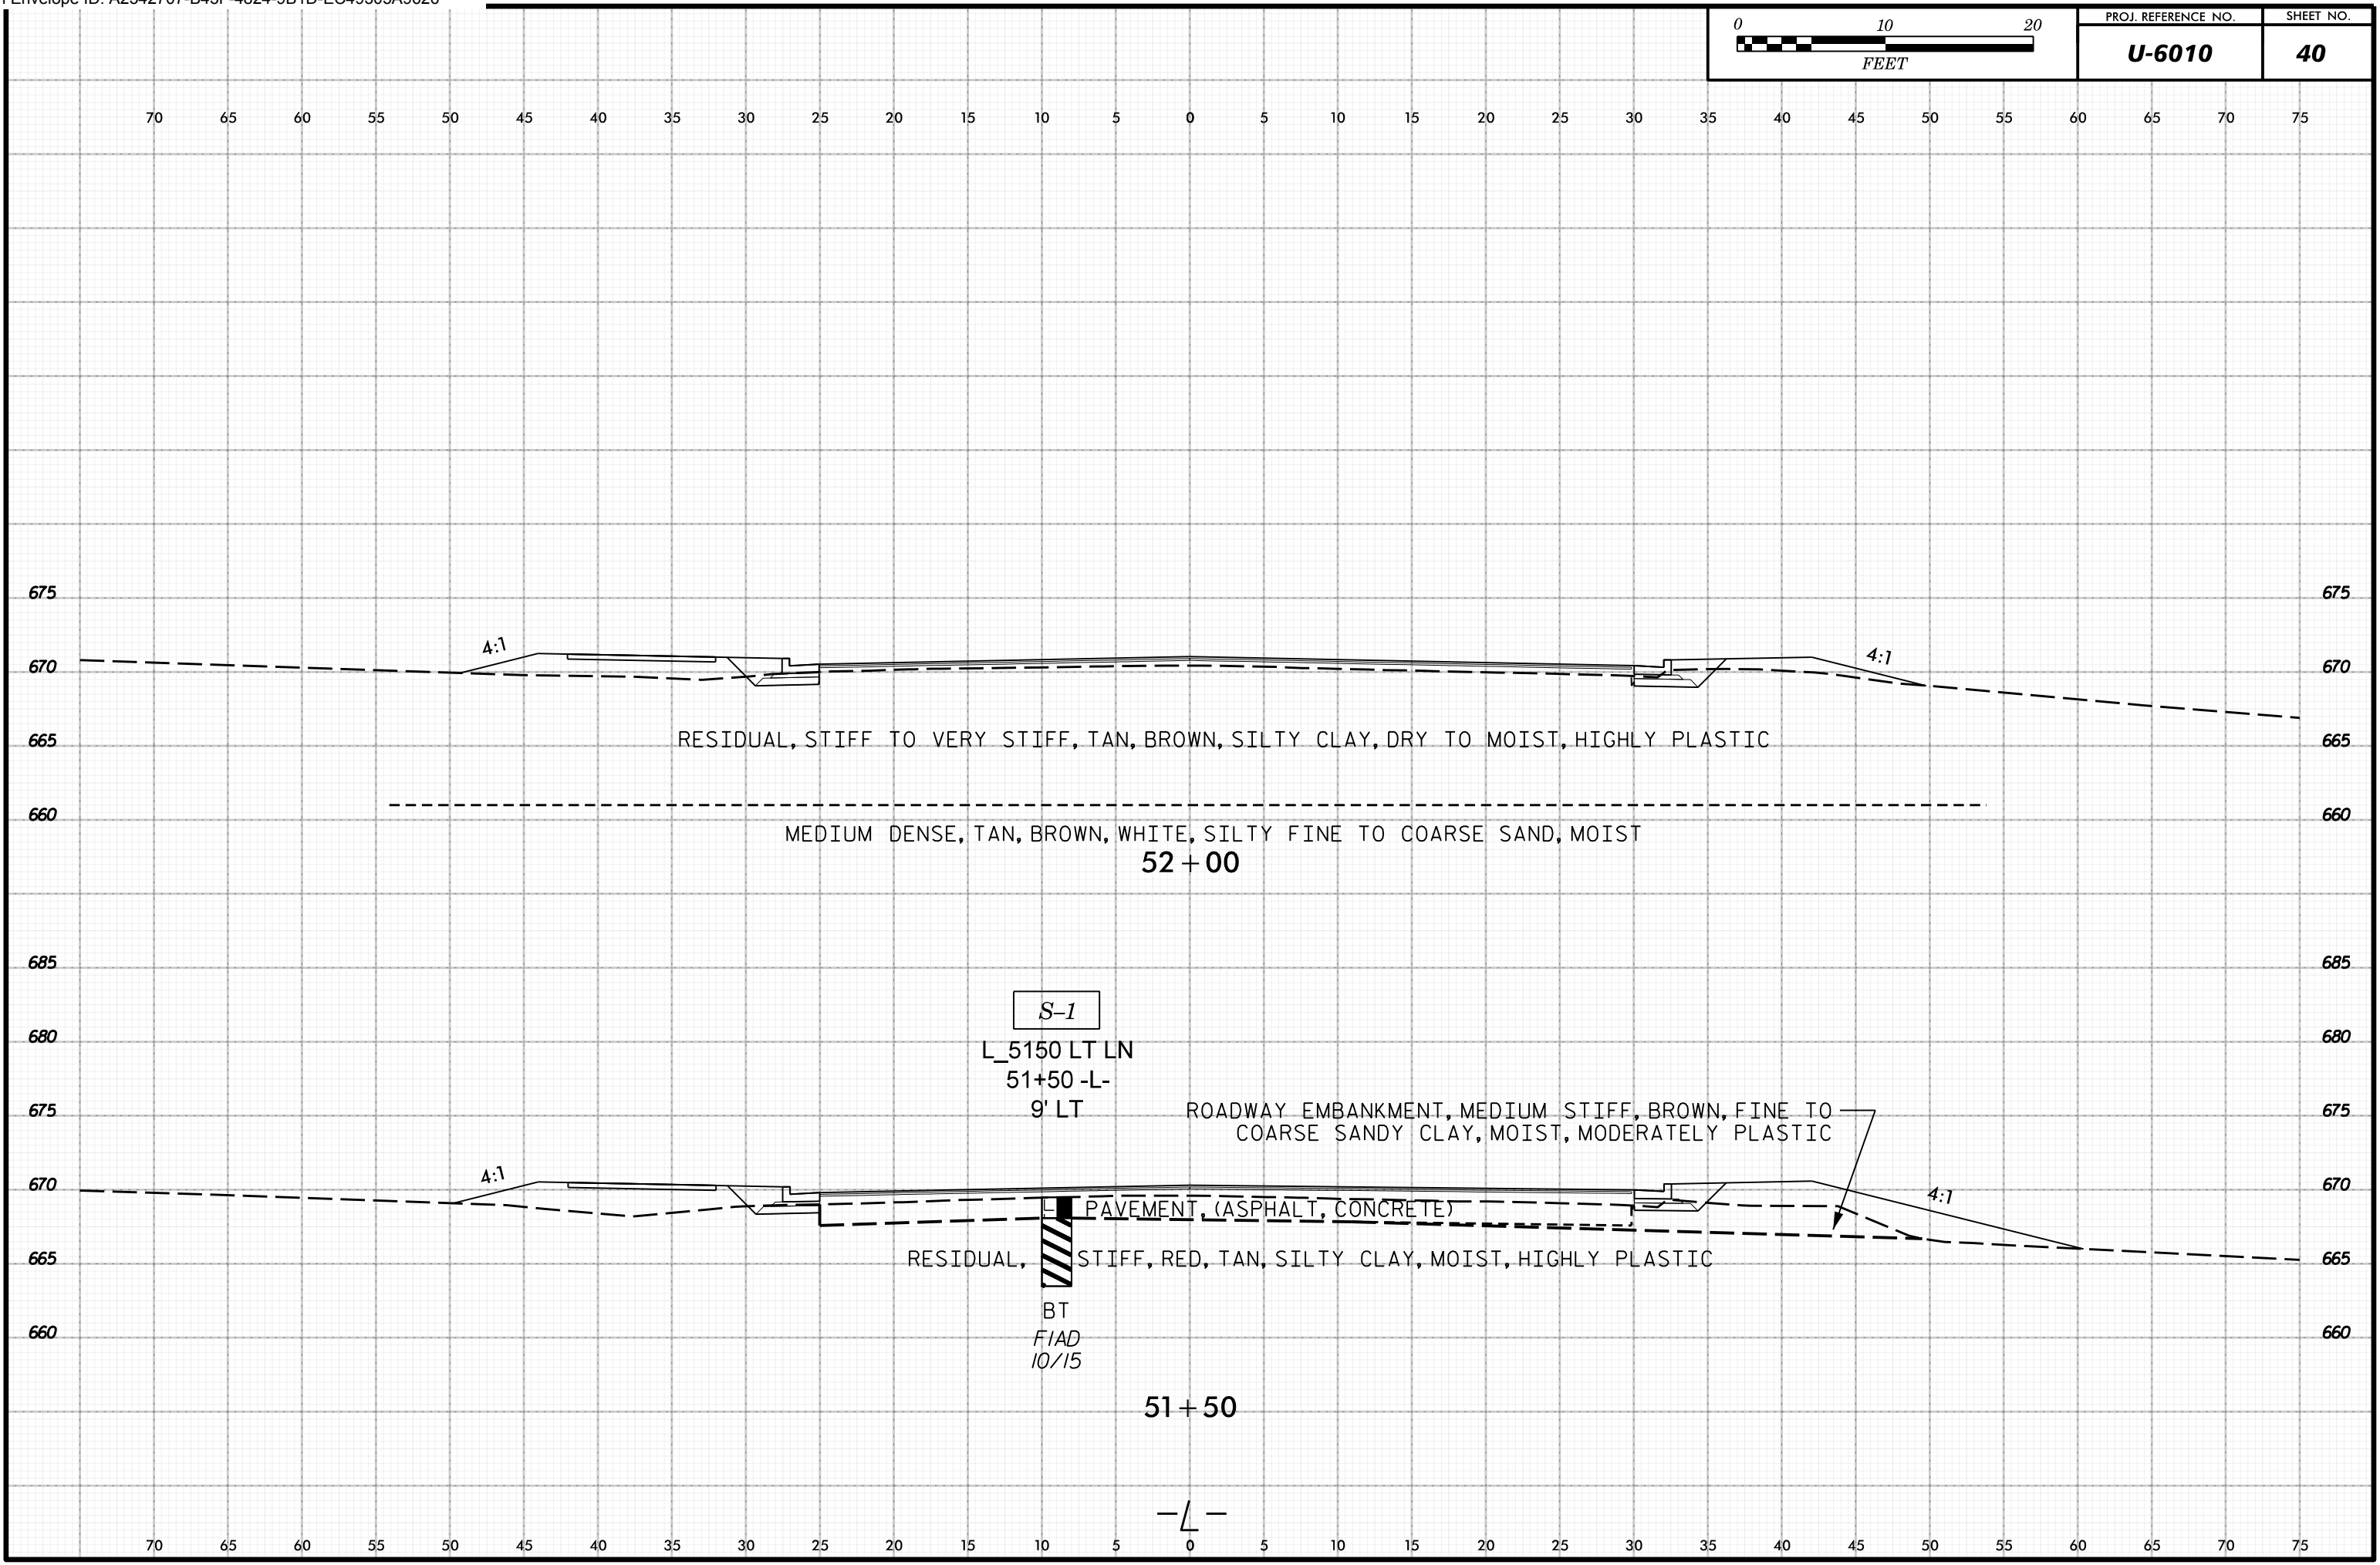 0 10 20
FEET
PROJ. REFERENCE NO.
SHEET NO.
U-6010
40
70 65 60 55 50 45 40 35 30 25 20 15 10 5 0 5 10 15 20 25 30 35 40 45 50 55 60 65 70 75
675 675
4:1 4:1
670 670
RESIDUAL, STIFF TO VERY STIFF, TAN, BROWN, SILTY CLAY, DRY TO MOIST, HIGHLY PLASTIC
665 665
660 660
MEDIUM DENSE, TAN, BROWN, WHITE, SILTY FINE TO COARSE SAND, MOIST
52+00
685 685
S-1
680 680
L_5150 LT LN
51+50 -L-
9' LT
675 675
ROADWAY EMBANKMENT, MEDIUM STIFF, BROWN, FINE TO
COARSE SANDY CLAY, MOIST, MODERATELY PLASTIC
4:1 4:1
670 670
L PAVEMENT, (ASPHALT, CONCRETE)
665 665
RESIDUAL, STIFF, RED, TAN, SILTY CLAY, MOIST, HIGHLY PLASTIC
BT
660 660
FIAD
10/15
51+50
-L-
70 65 60 55 50 45 40 35 30 25 20 15 10 5 0 5 10 15 20 25 30 35 40 45 50 55 60 65 70 75